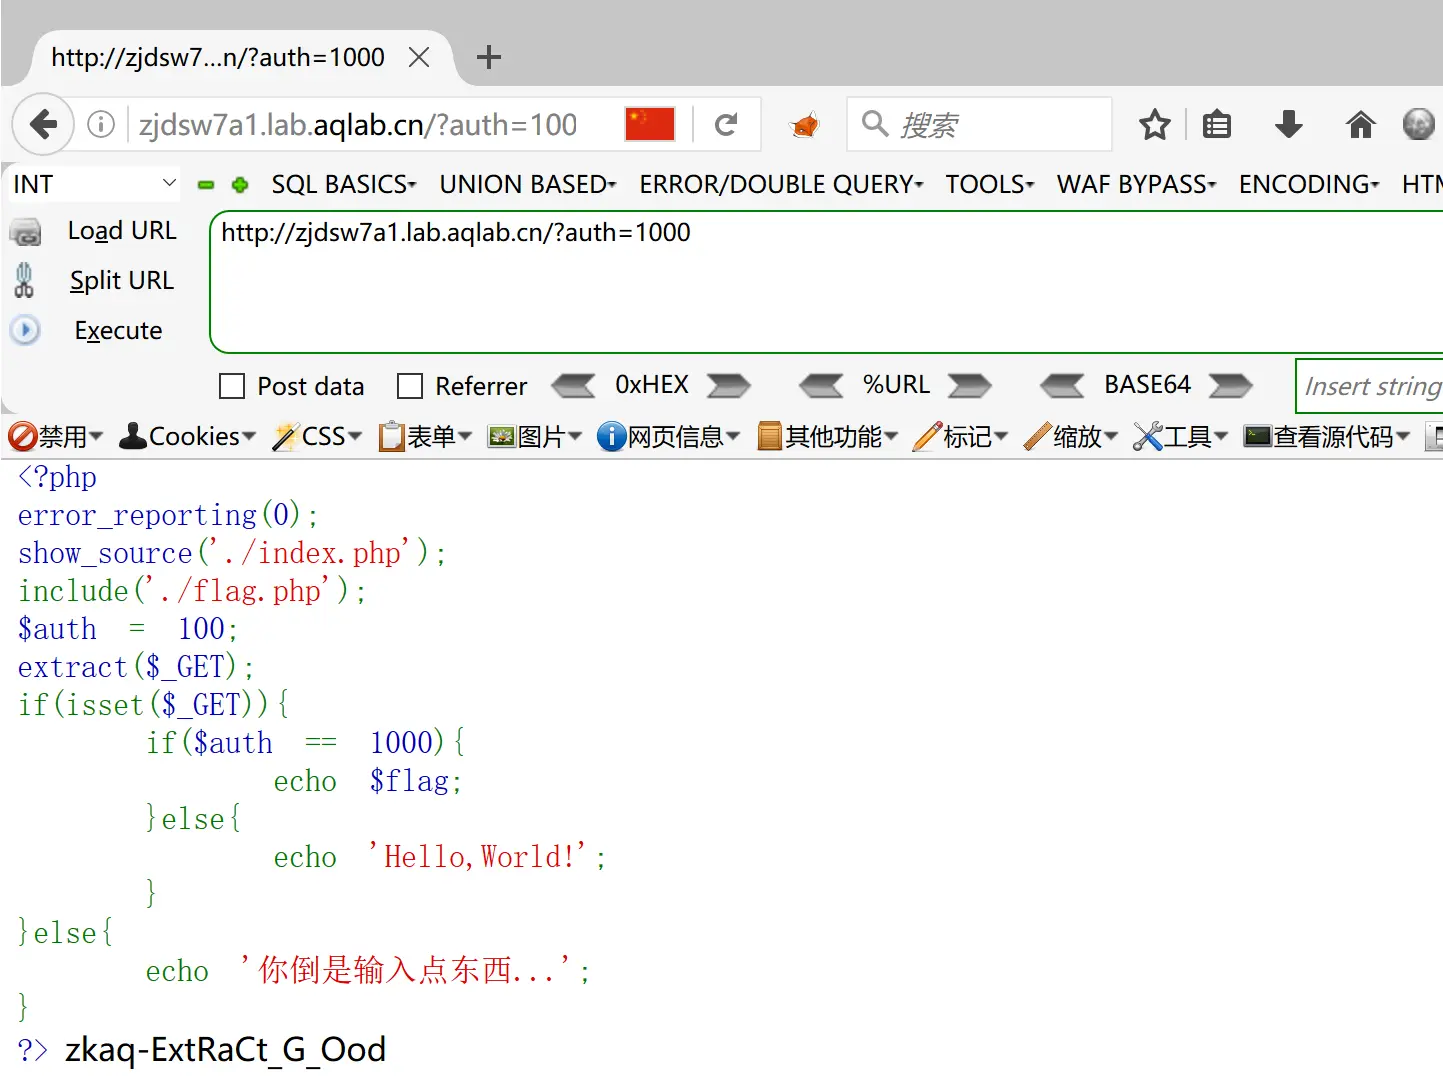 http://zjdsw7...n/?auth=1000
zjdsw7a1.lab.aqlab.cn/?auth=100 搜索
INT SQL BASICS UNION BASED ERROR/DOUBLE QUERY TOOLS WAF BYPASS ENCODING HTM
Load URL http://zjdsw7a1.lab.aqlab.cn/?auth=1000
Split URL
Execute
Post data Referrer 0xHEX %URL BASE64 Insert string
禁用 Cookies CSS 表单 图片 网页信息 其他功能 标记 缩放 工具 查看源代码
<?php
error_reporting(0);
show_source('./index.php');
include('./flag.php');
$auth = 100;
extract($_GET);
if(isset($_GET)){
if($auth == 1000){
echo $flag;
}else{
echo 'Hello,World!';
}
}else{
echo '你倒是输入点东西...';
}
?> zkaq-ExtRaCt_G_Ood